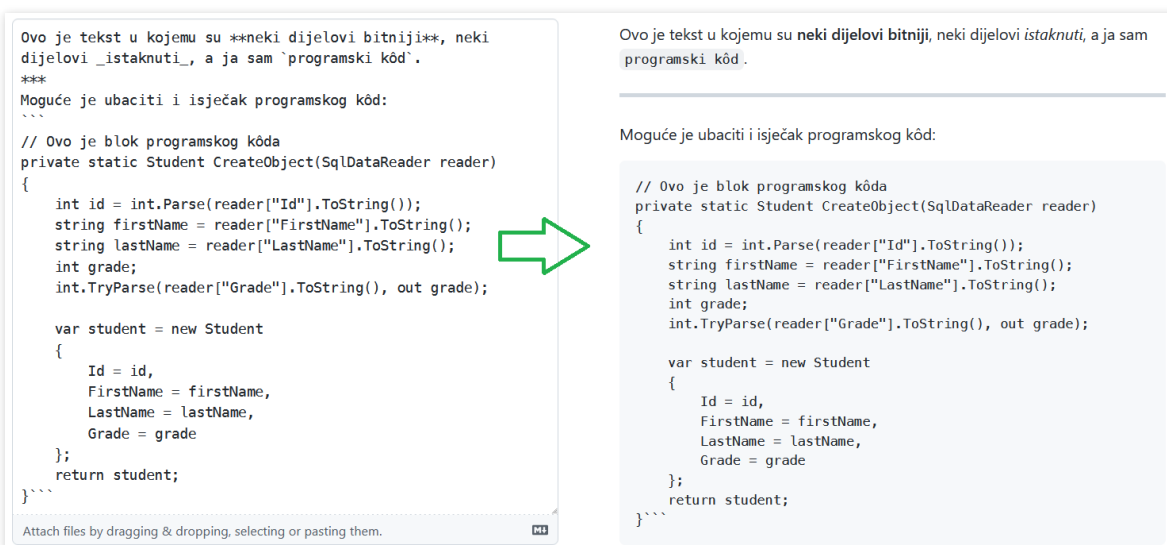 Ovo je tekst u kojemu su **neki dijelovi bitniji**, neki
dijelovi _istaknuti_, a ja sam `programski kôd`.
***
Moguće je ubaciti i isječak programskog kôd:
```
// Ovo je blok programskog kôda
private static Student CreateObject(SqlDataReader reader)
{
    int id = int.Parse(reader["Id"].ToString());
    string firstName = reader["FirstName"].ToString();
    string lastName = reader["LastName"].ToString();
    int grade;
    int.TryParse(reader["Grade"].ToString(), out grade);

    var student = new Student
    {
        Id = id,
        FirstName = firstName,
        LastName = lastName,
        Grade = grade
    };
    return student;
}```
Attach files by dragging & dropping, selecting or pasting them.
M
Ovo je tekst u kojemu su neki dijelovi bitniji, neki dijelovi istaknuti, a ja sam
programski kôd.
Moguće je ubaciti i isječak programskog kôd:
// Ovo je blok programskog kôda
private static Student CreateObject(SqlDataReader reader)
{
    int id = int.Parse(reader["Id"].ToString());
    string firstName = reader["FirstName"].ToString();
    string lastName = reader["LastName"].ToString();
    int grade;
    int.TryParse(reader["Grade"].ToString(), out grade);

    var student = new Student
    {
        Id = id,
        FirstName = firstName,
        LastName = lastName,
        Grade = grade
    };
    return student;
}```